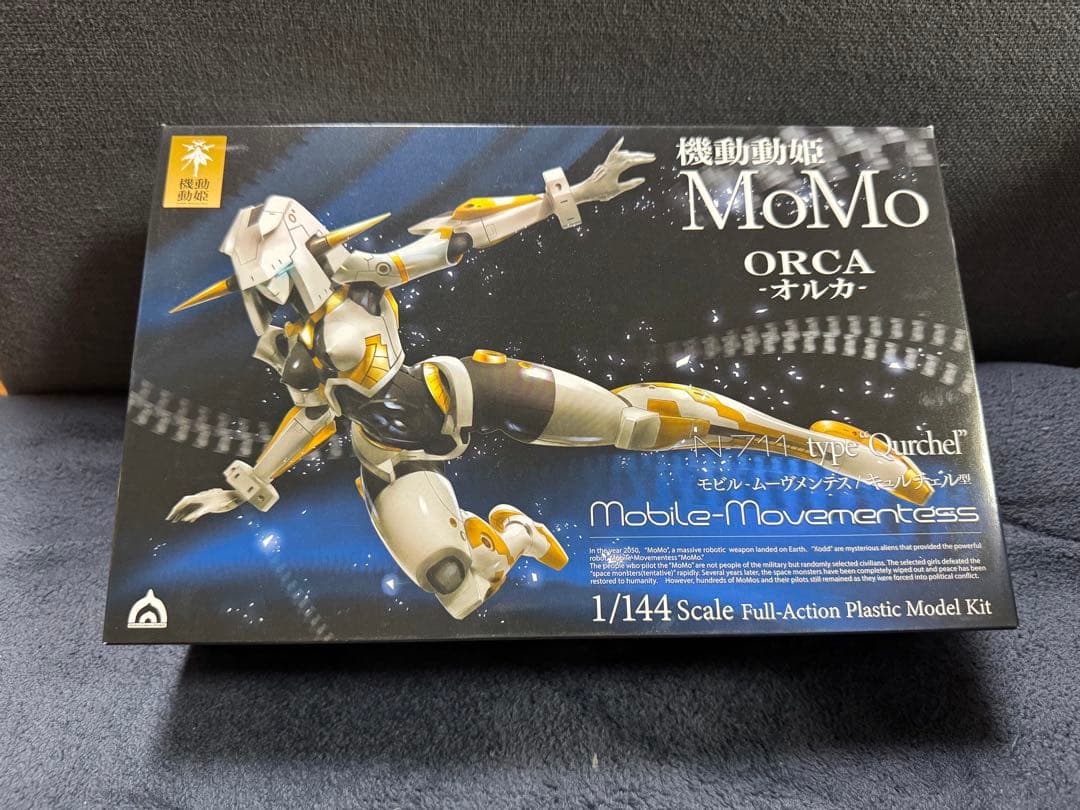 機動
動姫
機動動姫
MoMo
ORCA
-オルカ-
N-711 type "Qurchel"
モビル-ムーヴメンテス / キュルチェル型
Mobile-Movementess
In the year 2050, "MoMo", a massive robotic weapon landed on Earth. "Xodd" are mysterious aliens that provided the powerful
robot, Mobile-Movementess "MoMo."
The people who pilot the "MoMo" are not people of the military but randomly selected civilians. The selected girls defeated the
"space monsters(tentative)" rapidly. Several years later, the space monsters have been completely wiped out and peace has been
restored to humanity. However, hundreds of MoMos and their pilots still remained as they were forced into political conflict.
1/144 Scale Full-Action Plastic Model Kit